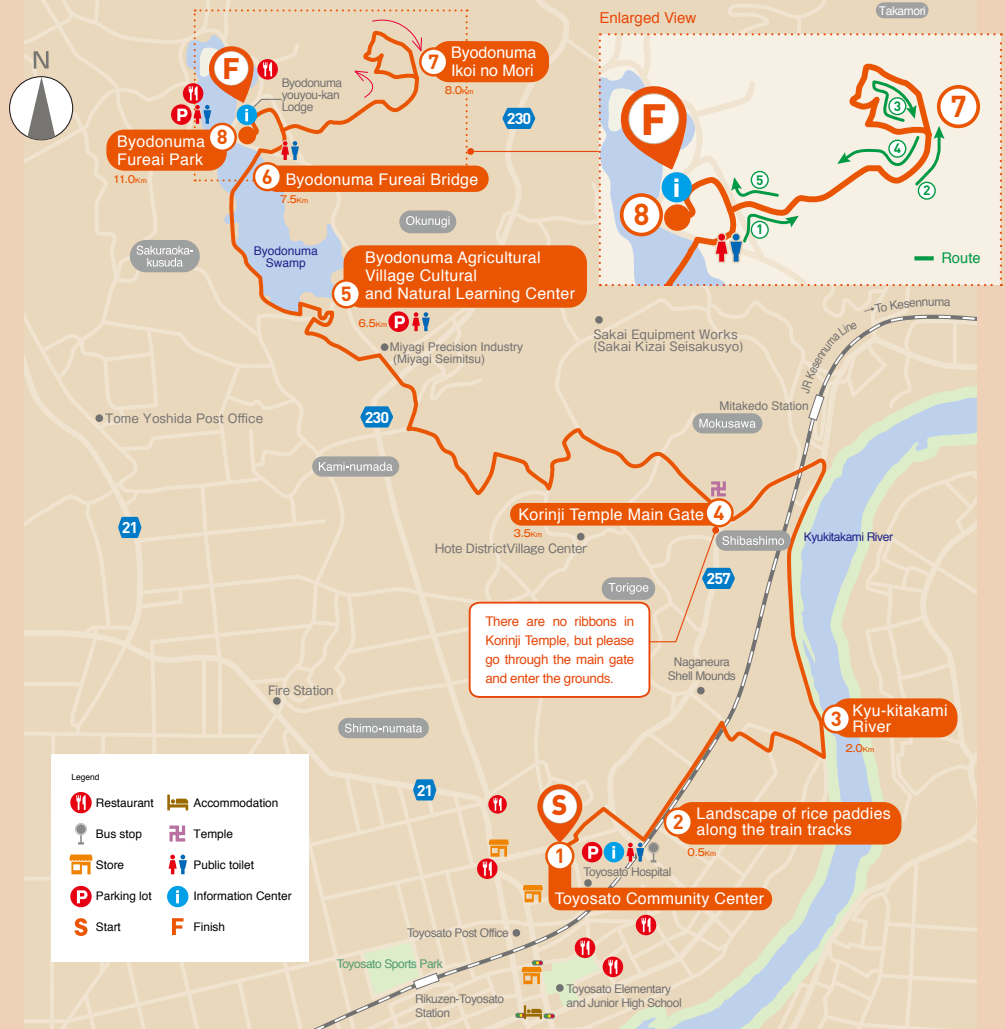 Takamori
Enlarged View
N
F
Byodonuma
youyou-kan
Lodge
7
Byodonuma
Ikoi no Mori
8.0Km
230
P
i
8
Byodonuma
Fureai Park
11.0Km
6
Byodonuma Fureai Bridge
7.5Km
F
i
8
7
3
4
2
5
1
Route
Okunugi
Sakuraoka-
kusuda
Byodonuma
Swamp
5
Byodonuma Agricultural
Village Cultural
and Natural Learning Center
6.5Km
P
Miyagi Precision Industry
(Miyagi Seimitsu)
Sakai Equipment Works
(Sakai Kizai Seisakusyo)
→To Kesennuma
JR Kesennuma Line
Mitakedo Station
Mokusawa
Tome Yoshida Post Office
230
Kami-numada
21
Korinji Temple Main Gate
4
3.5Km
Hote DistrictVillage Center
Shibashimo
Kyukitakami River
257
Torigoe
There are no ribbons in
Korinji Temple, but please
go through the main gate
and enter the grounds.
Naganeura
Shell Mounds
Fire Station
Shimo-numata
3
Kyu-kitakami
River
2.0Km
21
S
1
2
Landscape of rice paddies
along the train tracks
0.5Km
P
i
Toyosato Hospital
Toyosato Community Center
Toyosato Post Office
Toyosato Sports Park
Rikuzen-Toyosato
Station
Toyosato Elementary
and Junior High School
Legend
Restaurant
Accommodation
Bus stop
Temple
Store
Public toilet
P
Parking lot
i
Information Center
S
Start
F
Finish